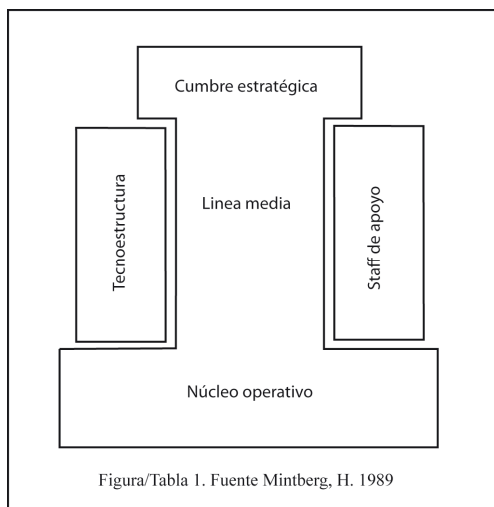 Cumbre estratégica
Tecnoestructura
Linea media
Staff de apoyo
Núcleo operativo
Figura/Tabla 1. Fuente Mintberg, H. 1989